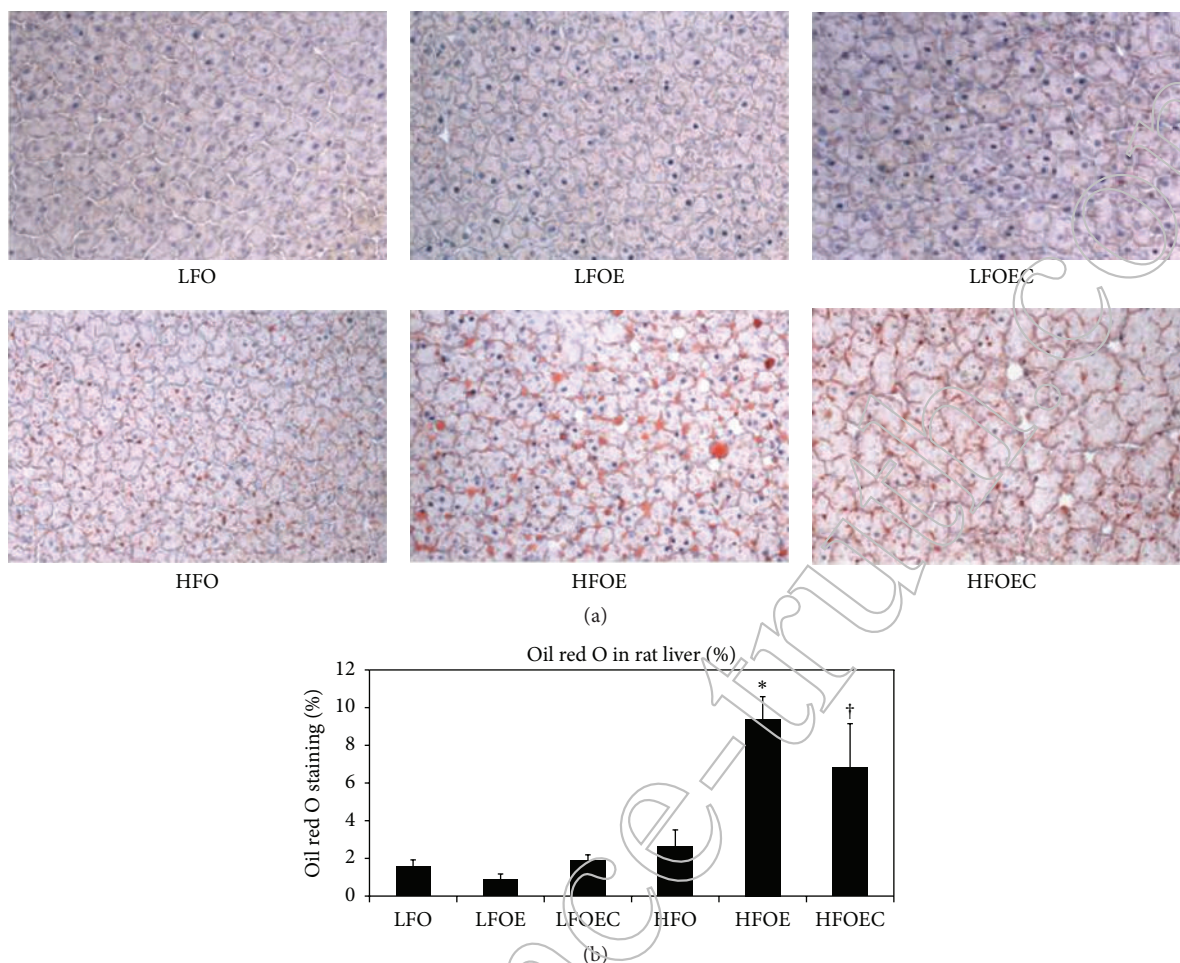 LFO
LFOE
LFOEC
HFO
HFOE
HFOEC
(a)
Oil red O in rat liver (%)
12
10
8
6
4
2
0
Oil red O staining (%)
*
†
LFO
LFOE
LFOEC
HFO
HFOE
HFOEC
(b)